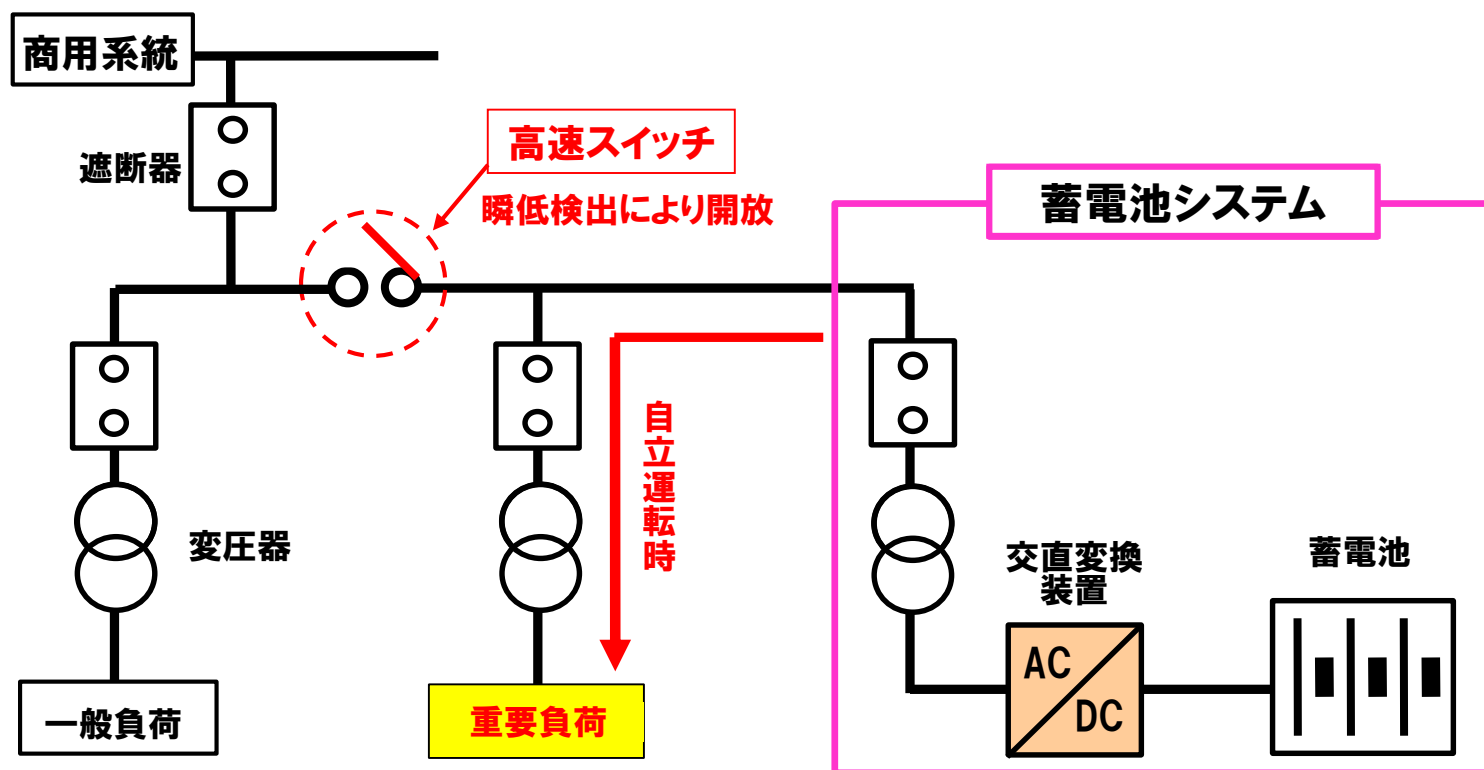 商用系統
遮断器
高速スイッチ
瞬低検出により開放
蓄電池システム
自立運転時
変圧器
交直変換
装置
蓄電池
AC
DC
一般負荷
重要負荷